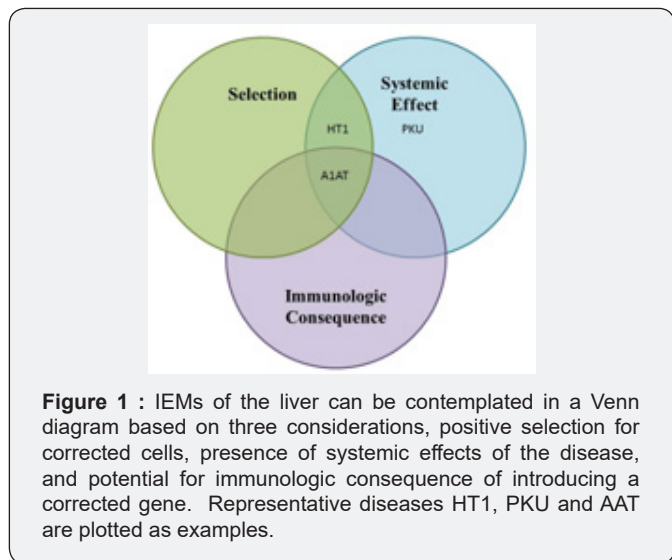 Selection
Systemic
Effect
HT1
PKU
A1AT
Immunologic
Consequence
Figure 1 : IEMs of the liver can be contemplated in a Venn
diagram based on three considerations, positive selection for
corrected cells, presence of systemic effects of the disease,
and potential for immunologic consequence of introducing a
corrected gene. Representative diseases HT1, PKU and AAT
are plotted as examples.